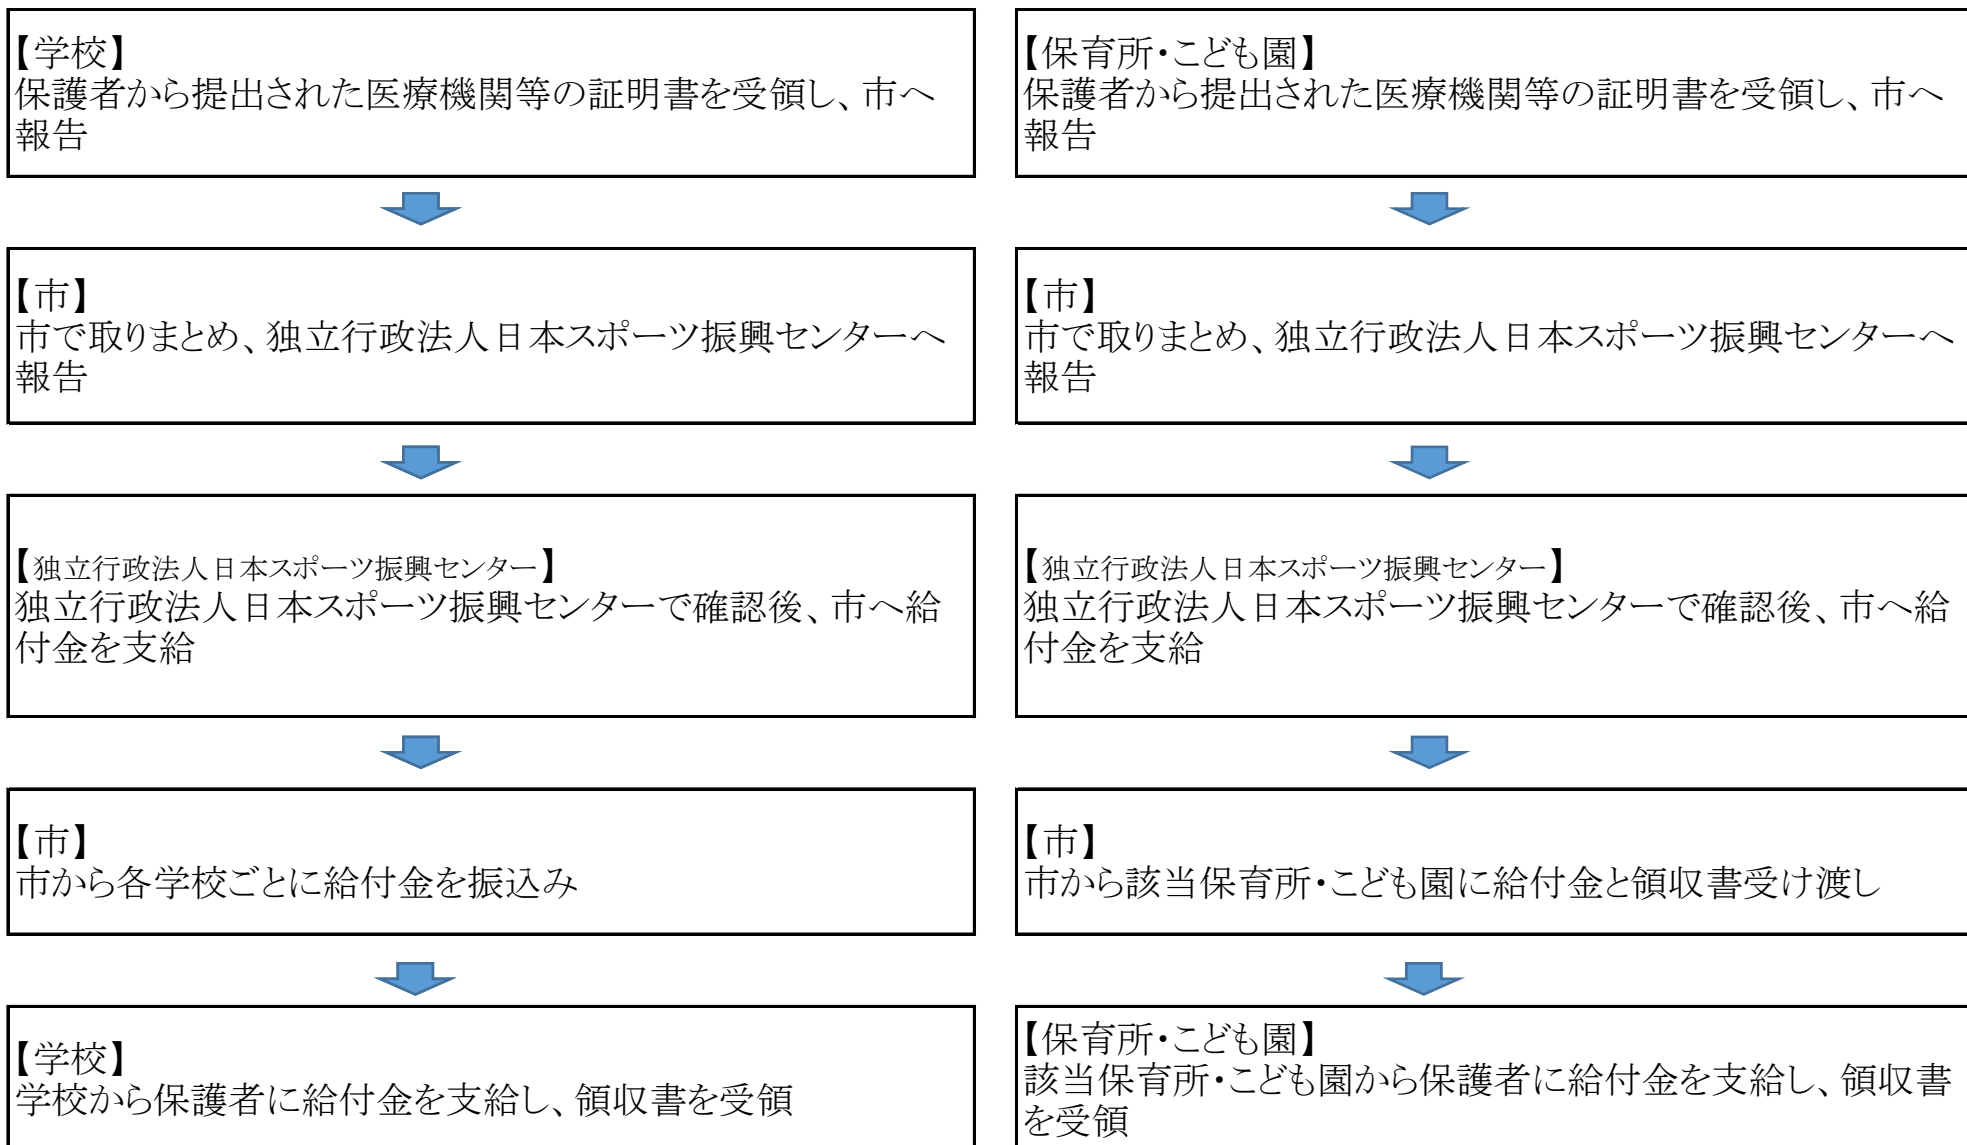 【学校】
保護者から提出された医療機関等の証明書を受領し、市へ
報告
【市】
市で取りまとめ、独立行政法人日本スポーツ振興センターへ
報告
【独立行政法人日本スポーツ振興センター】
独立行政法人日本スポーツ振興センターで確認後、市へ給
付金を支給
【市】
市から各学校ごとに給付金を振込み
【学校】
学校から保護者に給付金を支給し、領収書を受領
【保育所・こども園】
保護者から提出された医療機関等の証明書を受領し、市へ
報告
【市】
市で取りまとめ、独立行政法人日本スポーツ振興センターへ
報告
【独立行政法人日本スポーツ振興センター】
独立行政法人日本スポーツ振興センターで確認後、市へ給
付金を支給
【市】
市から該当保育所・こども園に給付金と領収書受け渡し
【保育所・こども園】
該当保育所・こども園から保護者に給付金を支給し、領収書
を受領